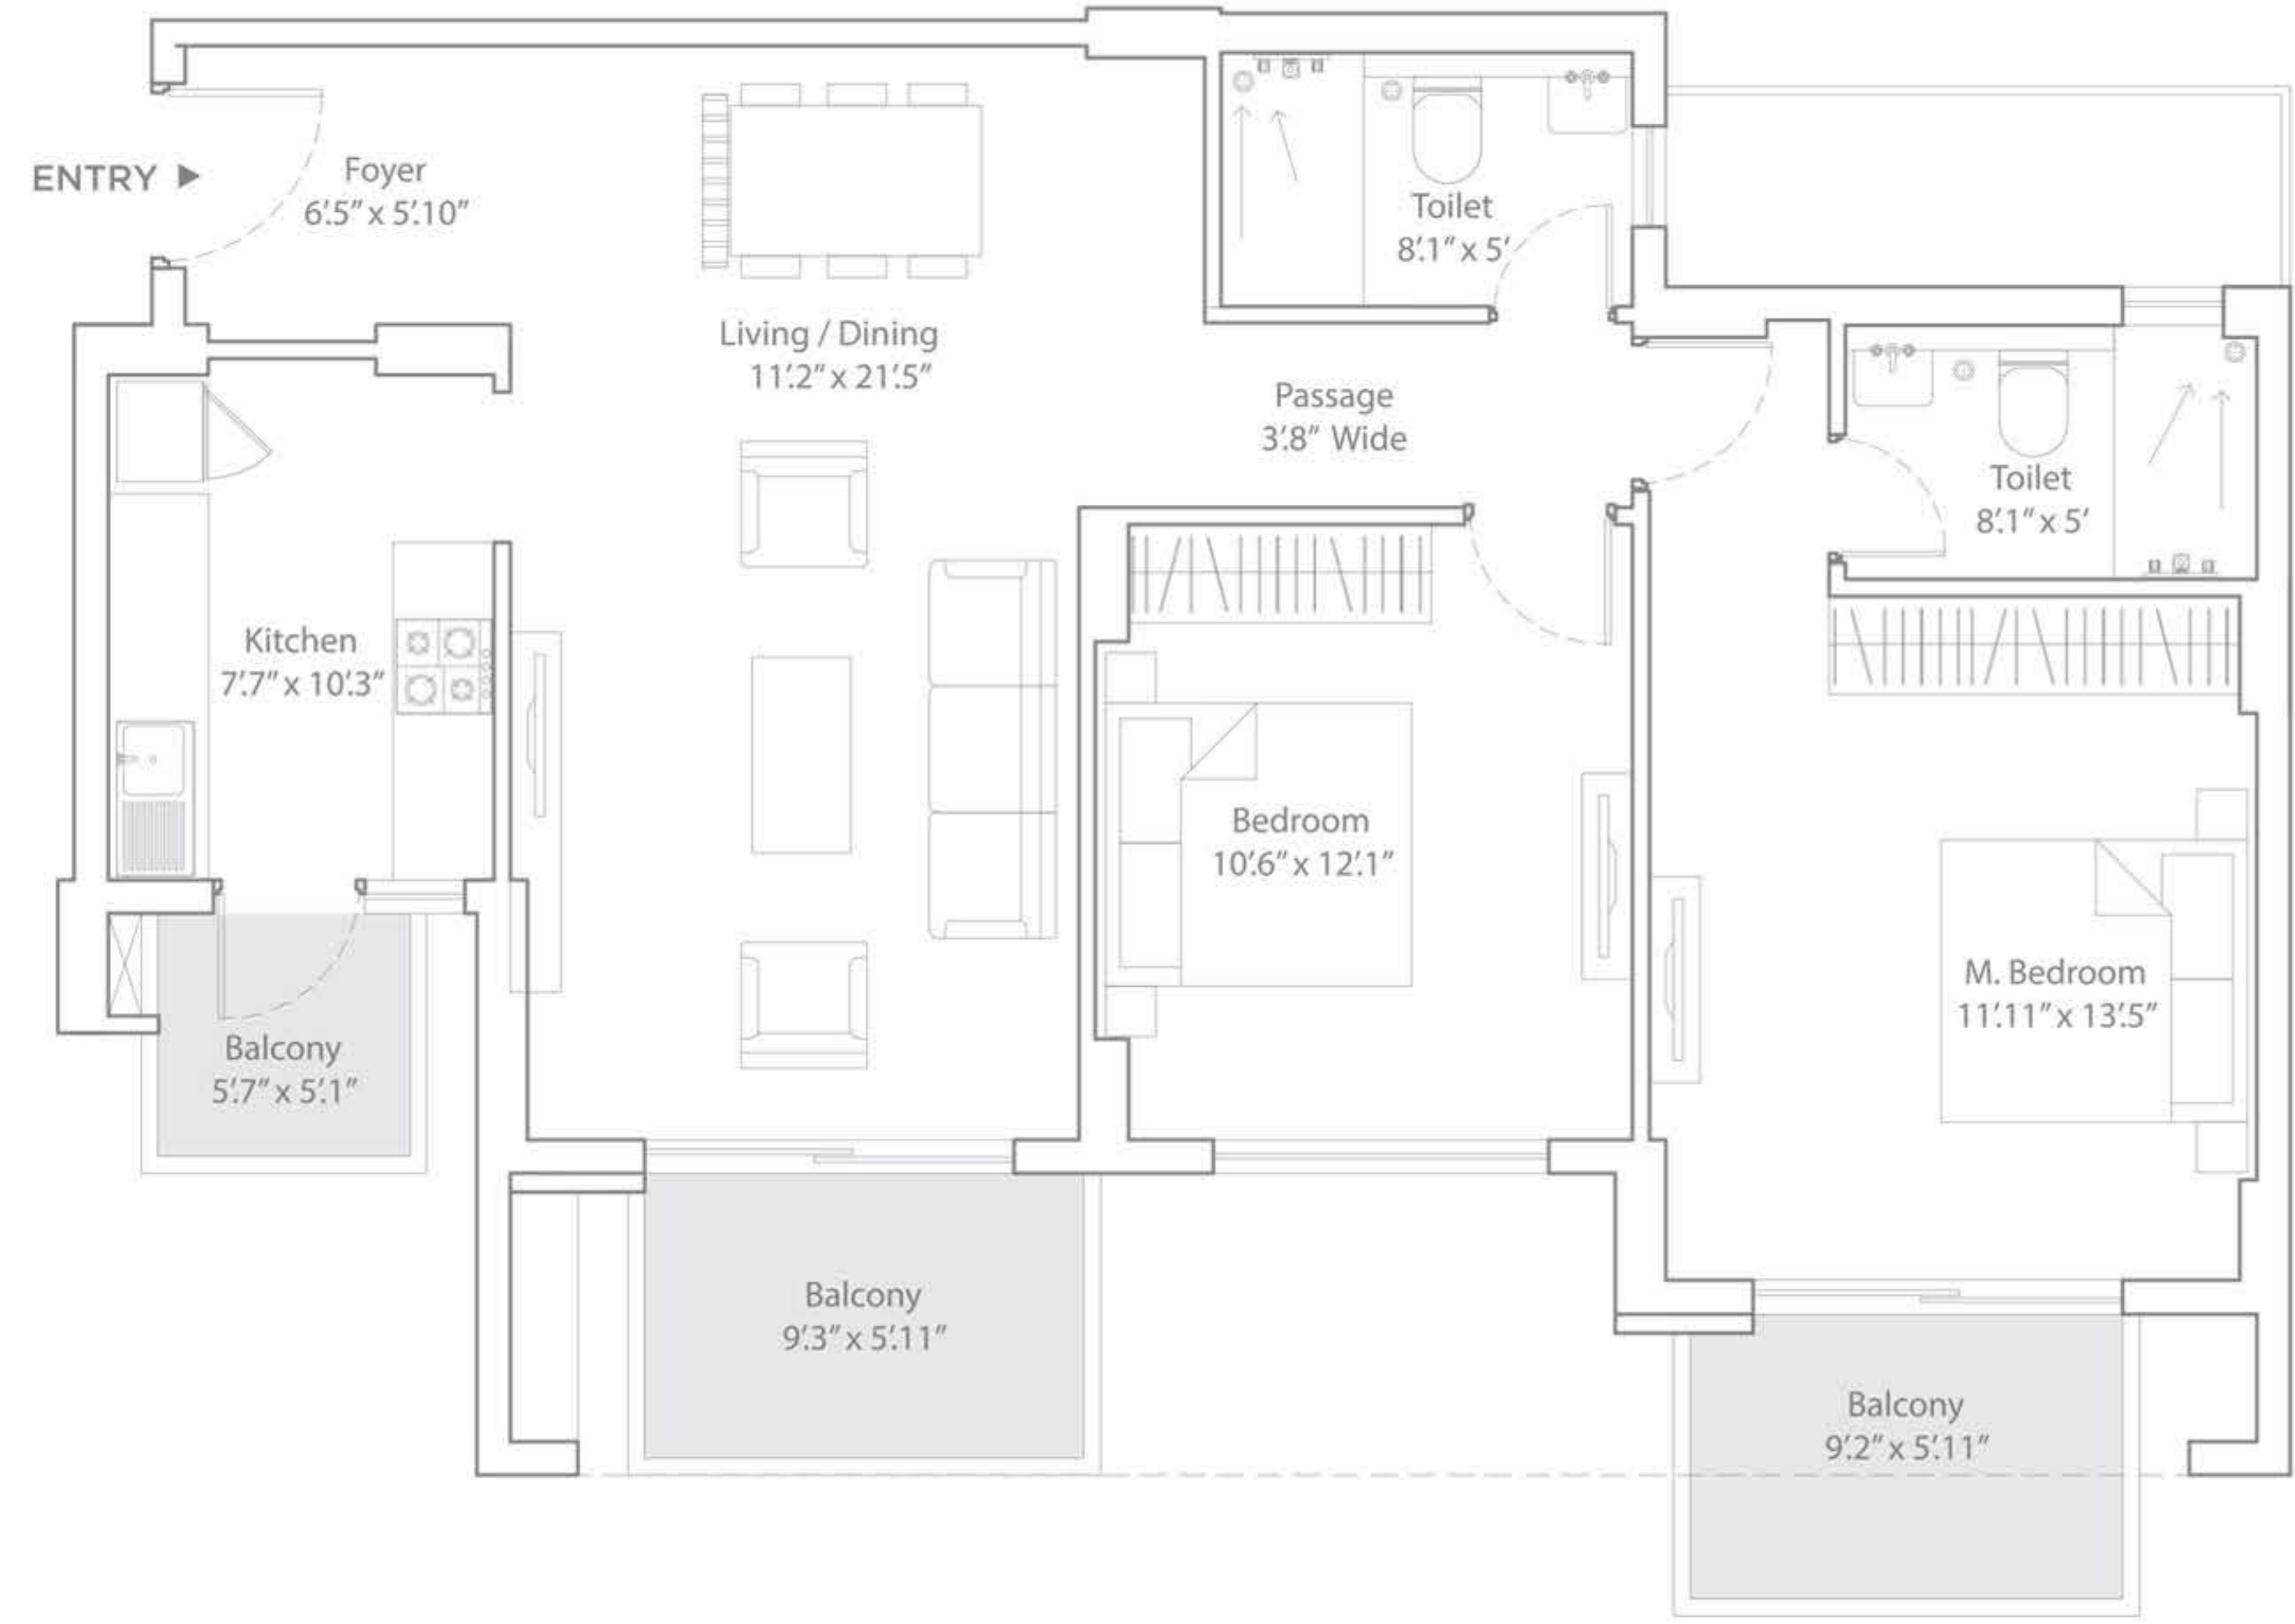 ENTRY ▶
Foyer
6'.5" x 5'.10"
Living / Dining
11'.2" x 21'.5"
Toilet
8'.1" x 5'
Passage
3'.8" Wide
Toilet
8'.1" x 5'
Kitchen
7'.7" x 10'.3"
Bedroom
10'.6" x 12'.1"
M. Bedroom
11'.11" x 13'.5"
Balcony
5'.7" x 5'.1"
Balcony
9'.3" x 5'.11"
Balcony
9'.2" x 5'.11"